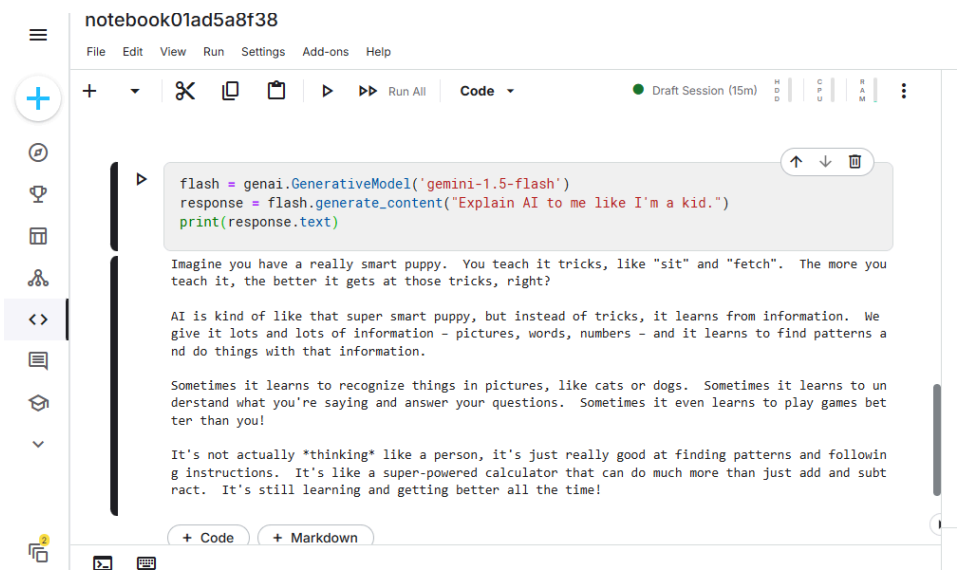 notebook01ad5a8f38
File Edit View Run Settings Add-ons Help
Run All Code Draft Session (15m) HDD CPU RAM
flash = genai.GenerativeModel('gemini-1.5-flash')
response = flash.generate_content("Explain AI to me like I'm a kid.")
print(response.text)
Imagine you have a really smart puppy.  You teach it tricks, like "sit" and "fetch".  The more you
teach it, the better it gets at those tricks, right?
AI is kind of like that super smart puppy, but instead of tricks, it learns from information.  We
give it lots and lots of information – pictures, words, numbers – and it learns to find patterns a
nd do things with that information.
Sometimes it learns to recognize things in pictures, like cats or dogs.  Sometimes it learns to un
derstand what you're saying and answer your questions.  Sometimes it even learns to play games bet
ter than you!
It's not actually *thinking* like a person, it's just really good at finding patterns and followin
g instructions.  It's like a super-powered calculator that can do much more than just add and subt
ract.  It's still learning and getting better all the time!
+ Code + Markdown
2